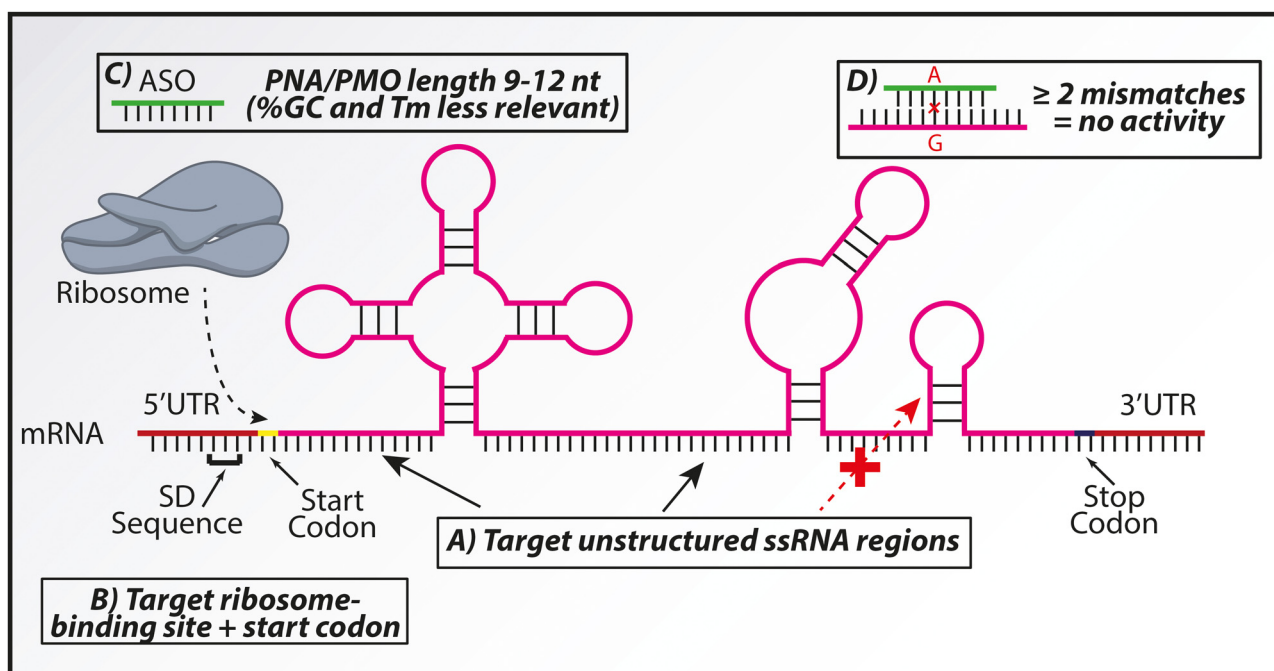 C) ASO
PNA/PMO length 9-12 nt
(%GC and Tm less relevant)
D)
A
G
≥ 2 mismatches
= no activity
Ribosome
5'UTR
3'UTR
mRNA
SD
Sequence
Start
Codon
Stop
Codon
A) Target unstructured ssRNA regions
B) Target ribosome-
binding site + start codon